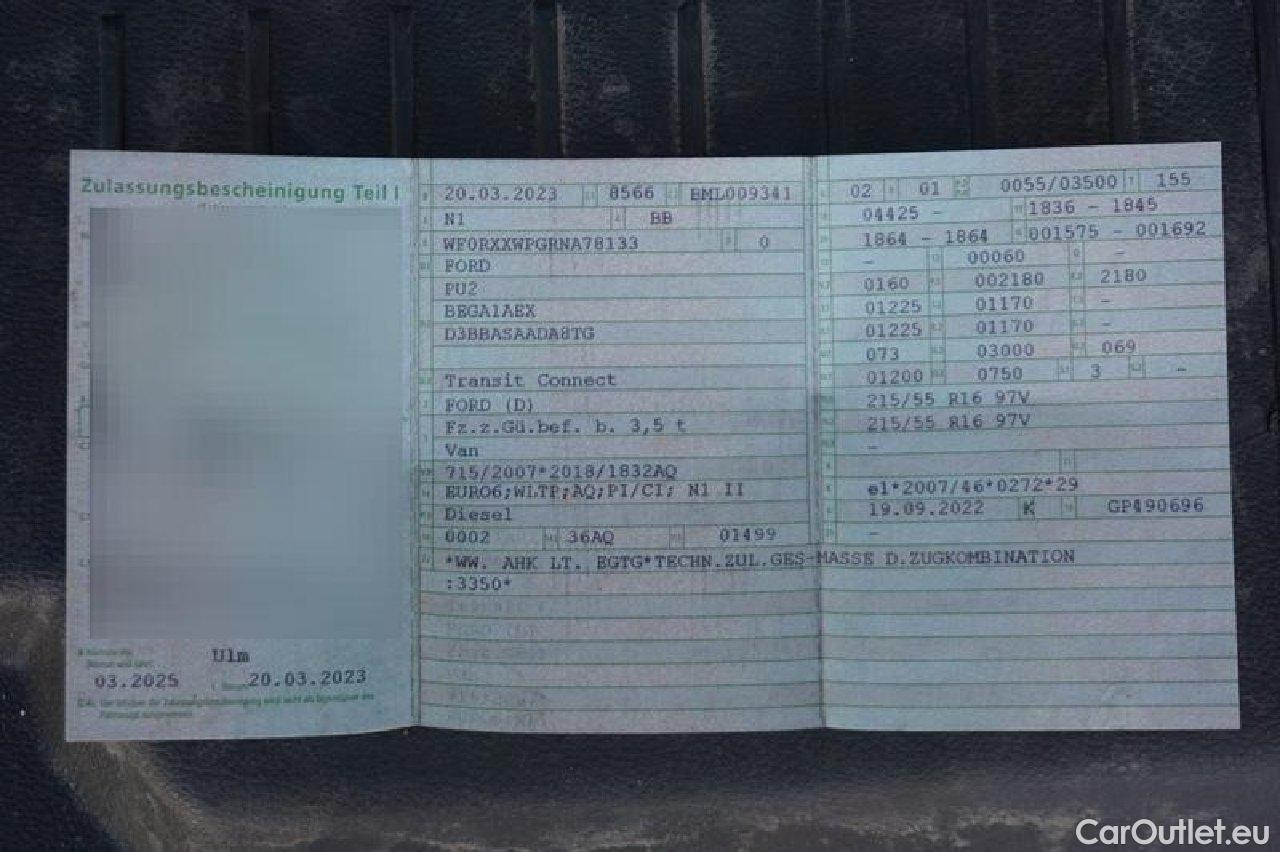 Zulassungsbescheinigung Teil I
Ulm
03.2025 20.03.2023
20.03.2023 8566 BML009341
N1 BB
WF0RXXWPGRNA78133 0
FORD
PU2
BEGA1AEX
D3BBASAADA8TG
Transit Connect
FORD (D)
Fz.z.Gü.bef. b. 3,5 t
Van
715/2007*2018/1832AQ
EURO6;WLTP;AQ;PI/CI; N1 II
Diesel
0002 36AQ 01499
*WW. AHK LT. EGTG*TECHN.ZUL.GES-MASSE D.ZUGKOMBINATION
:3350*
02 01 0055/03500 155
04425 - 1836 - 1845
1864 - 1864 001575 - 001692
- 00060 -
0160 002180 2180
01225 01170 -
01225 01170 -
073 03000 069
01200 0750 3 -
215/55 R16 97V
215/55 R16 97V
-
e1*2007/46*0272*29
19.09.2022 K GP490696
-
CarOutlet.eu